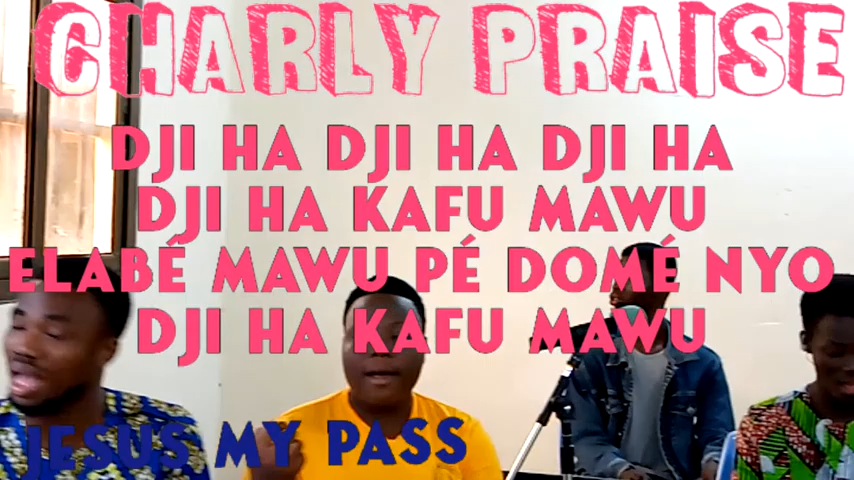 CHARLY PRAISE
DJI HA DJI HA DJI HA
DJI HA KAFU MAWU
ELABÉ MAWU PÉ DOMÉ NYO
DJI HA KAFU MAWU
JESUS MY PASS